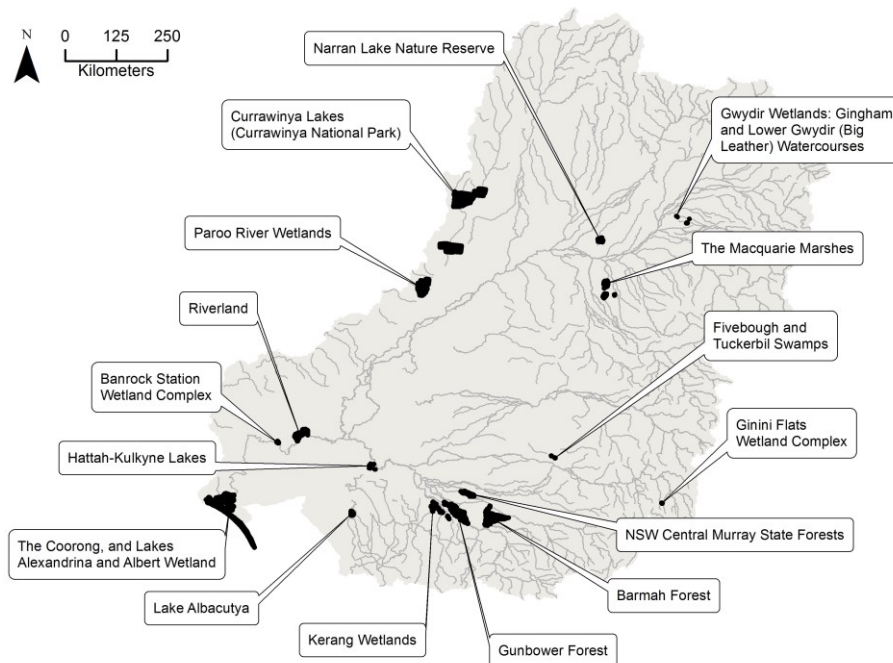 N
0 125 250
Kilometers
Narran Lake Nature Reserve
Currawinya Lakes
(Currawinya National Park)
Gwydir Wetlands: Gingham
and Lower Gwydir (Big
Leather) Watercourses
Paroo River Wetlands
The Macquarie Marshes
Riverland
Fivebough and
Tuckerbil Swamps
Banrock Station
Wetland Complex
Ginini Flats
Wetland Complex
Hattah-Kulkyne Lakes
The Coorong, and Lakes
Alexandrina and Albert Wetland
NSW Central Murray State Forests
Lake Albacutya
Barmah Forest
Kerang Wetlands
Gunbower Forest